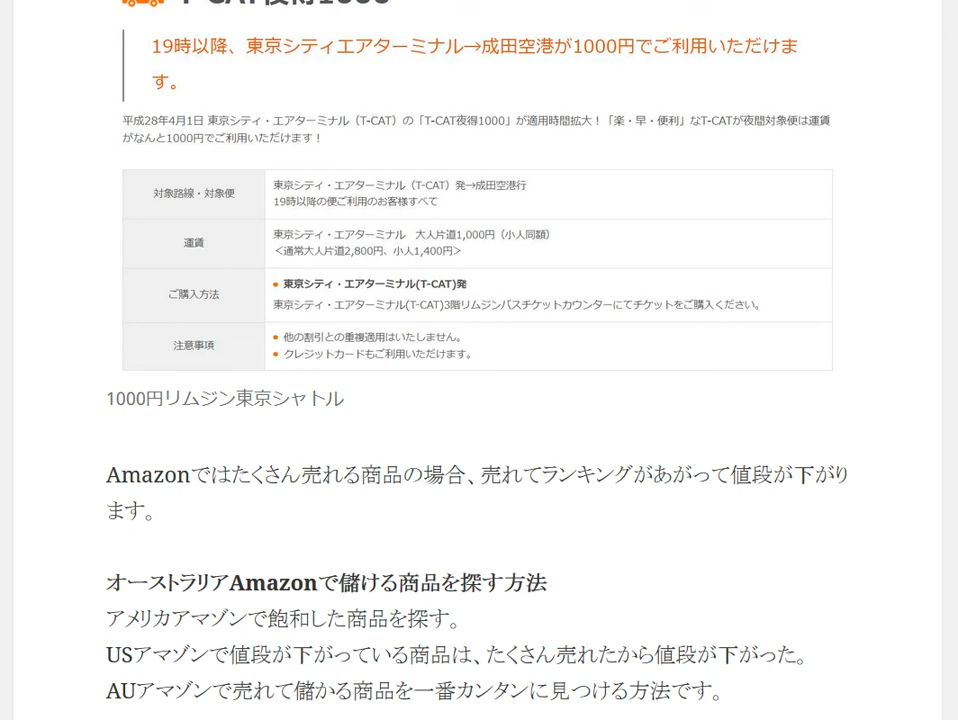 T-CAT夜得1000
19時以降、東京シティエアターミナル→成田空港が1000円でご利用いただけま
す。
平成28年4月1日 東京シティ・エアターミナル（T-CAT）の「T-CAT夜得1000」が適用時間拡大！「楽・早・便利」なT-CATが夜間対象便は運賃
がなんと1000円でご利用いただけます！
対象路線・対象便
東京シティ・エアターミナル（T-CAT）発→成田空港行
19時以降の便ご利用のお客様すべて
運賃
東京シティ・エアターミナル　大人片道1,000円（小人同額）
＜通常大人片道2,800円、小人1,400円＞
ご購入方法
東京シティ・エアターミナル(T-CAT)発
東京シティ・エアターミナル(T-CAT)3階リムジンバスチケットカウンターにてチケットをご購入ください。
注意事項
他の割引との重複適用はいたしません。
クレジットカードもご利用いただけます。
1000円リムジン東京シャトル
Amazonではたくさん売れる商品の場合、売れてランキングがあがって値段が下がり
ます。
オーストラリアAmazonで儲ける商品を探す方法
アメリカアマゾンで飽和した商品を探す。
USアマゾンで値段が下がっている商品は、たくさん売れたから値段が下がった。
AUアマゾンで売れて儲かる商品を一番カンタンに見つける方法です。